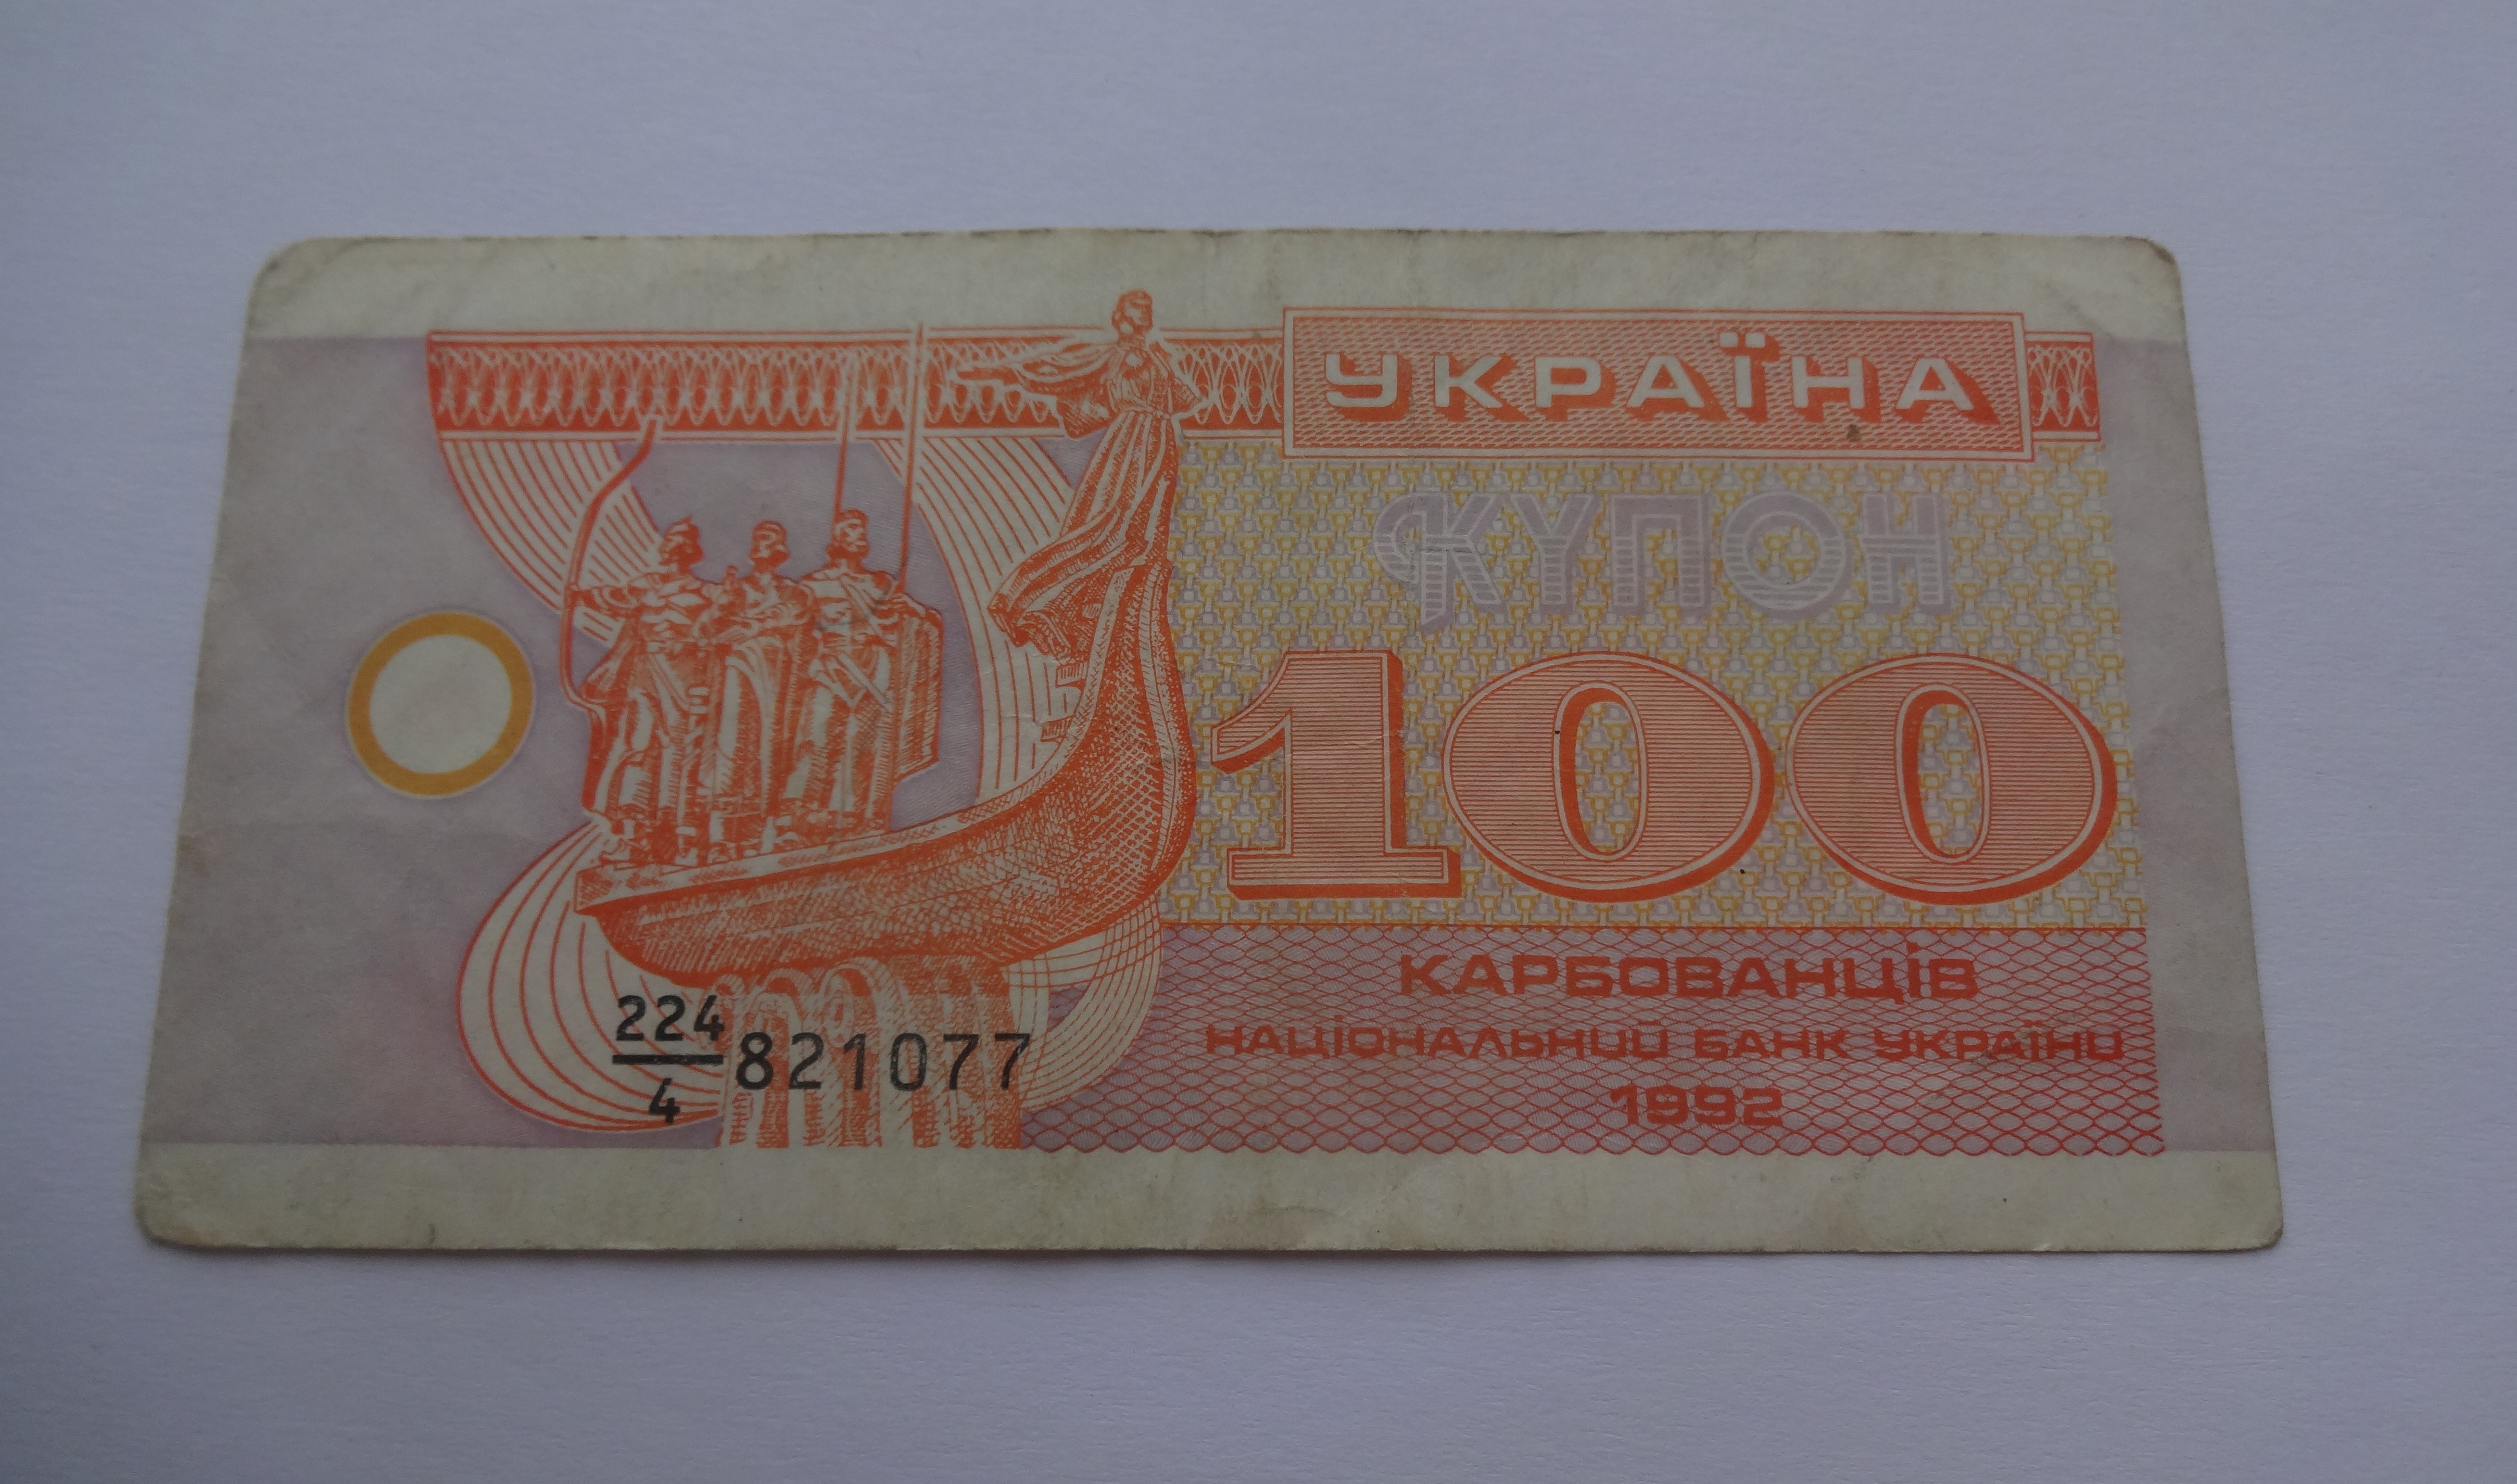 УКРАЇНА
КУПОН
100
КАРБОВАНЦІВ
НАЦІОНАЛЬНИЙ БАНК УКРАЇНИ
1992
224
4
821077